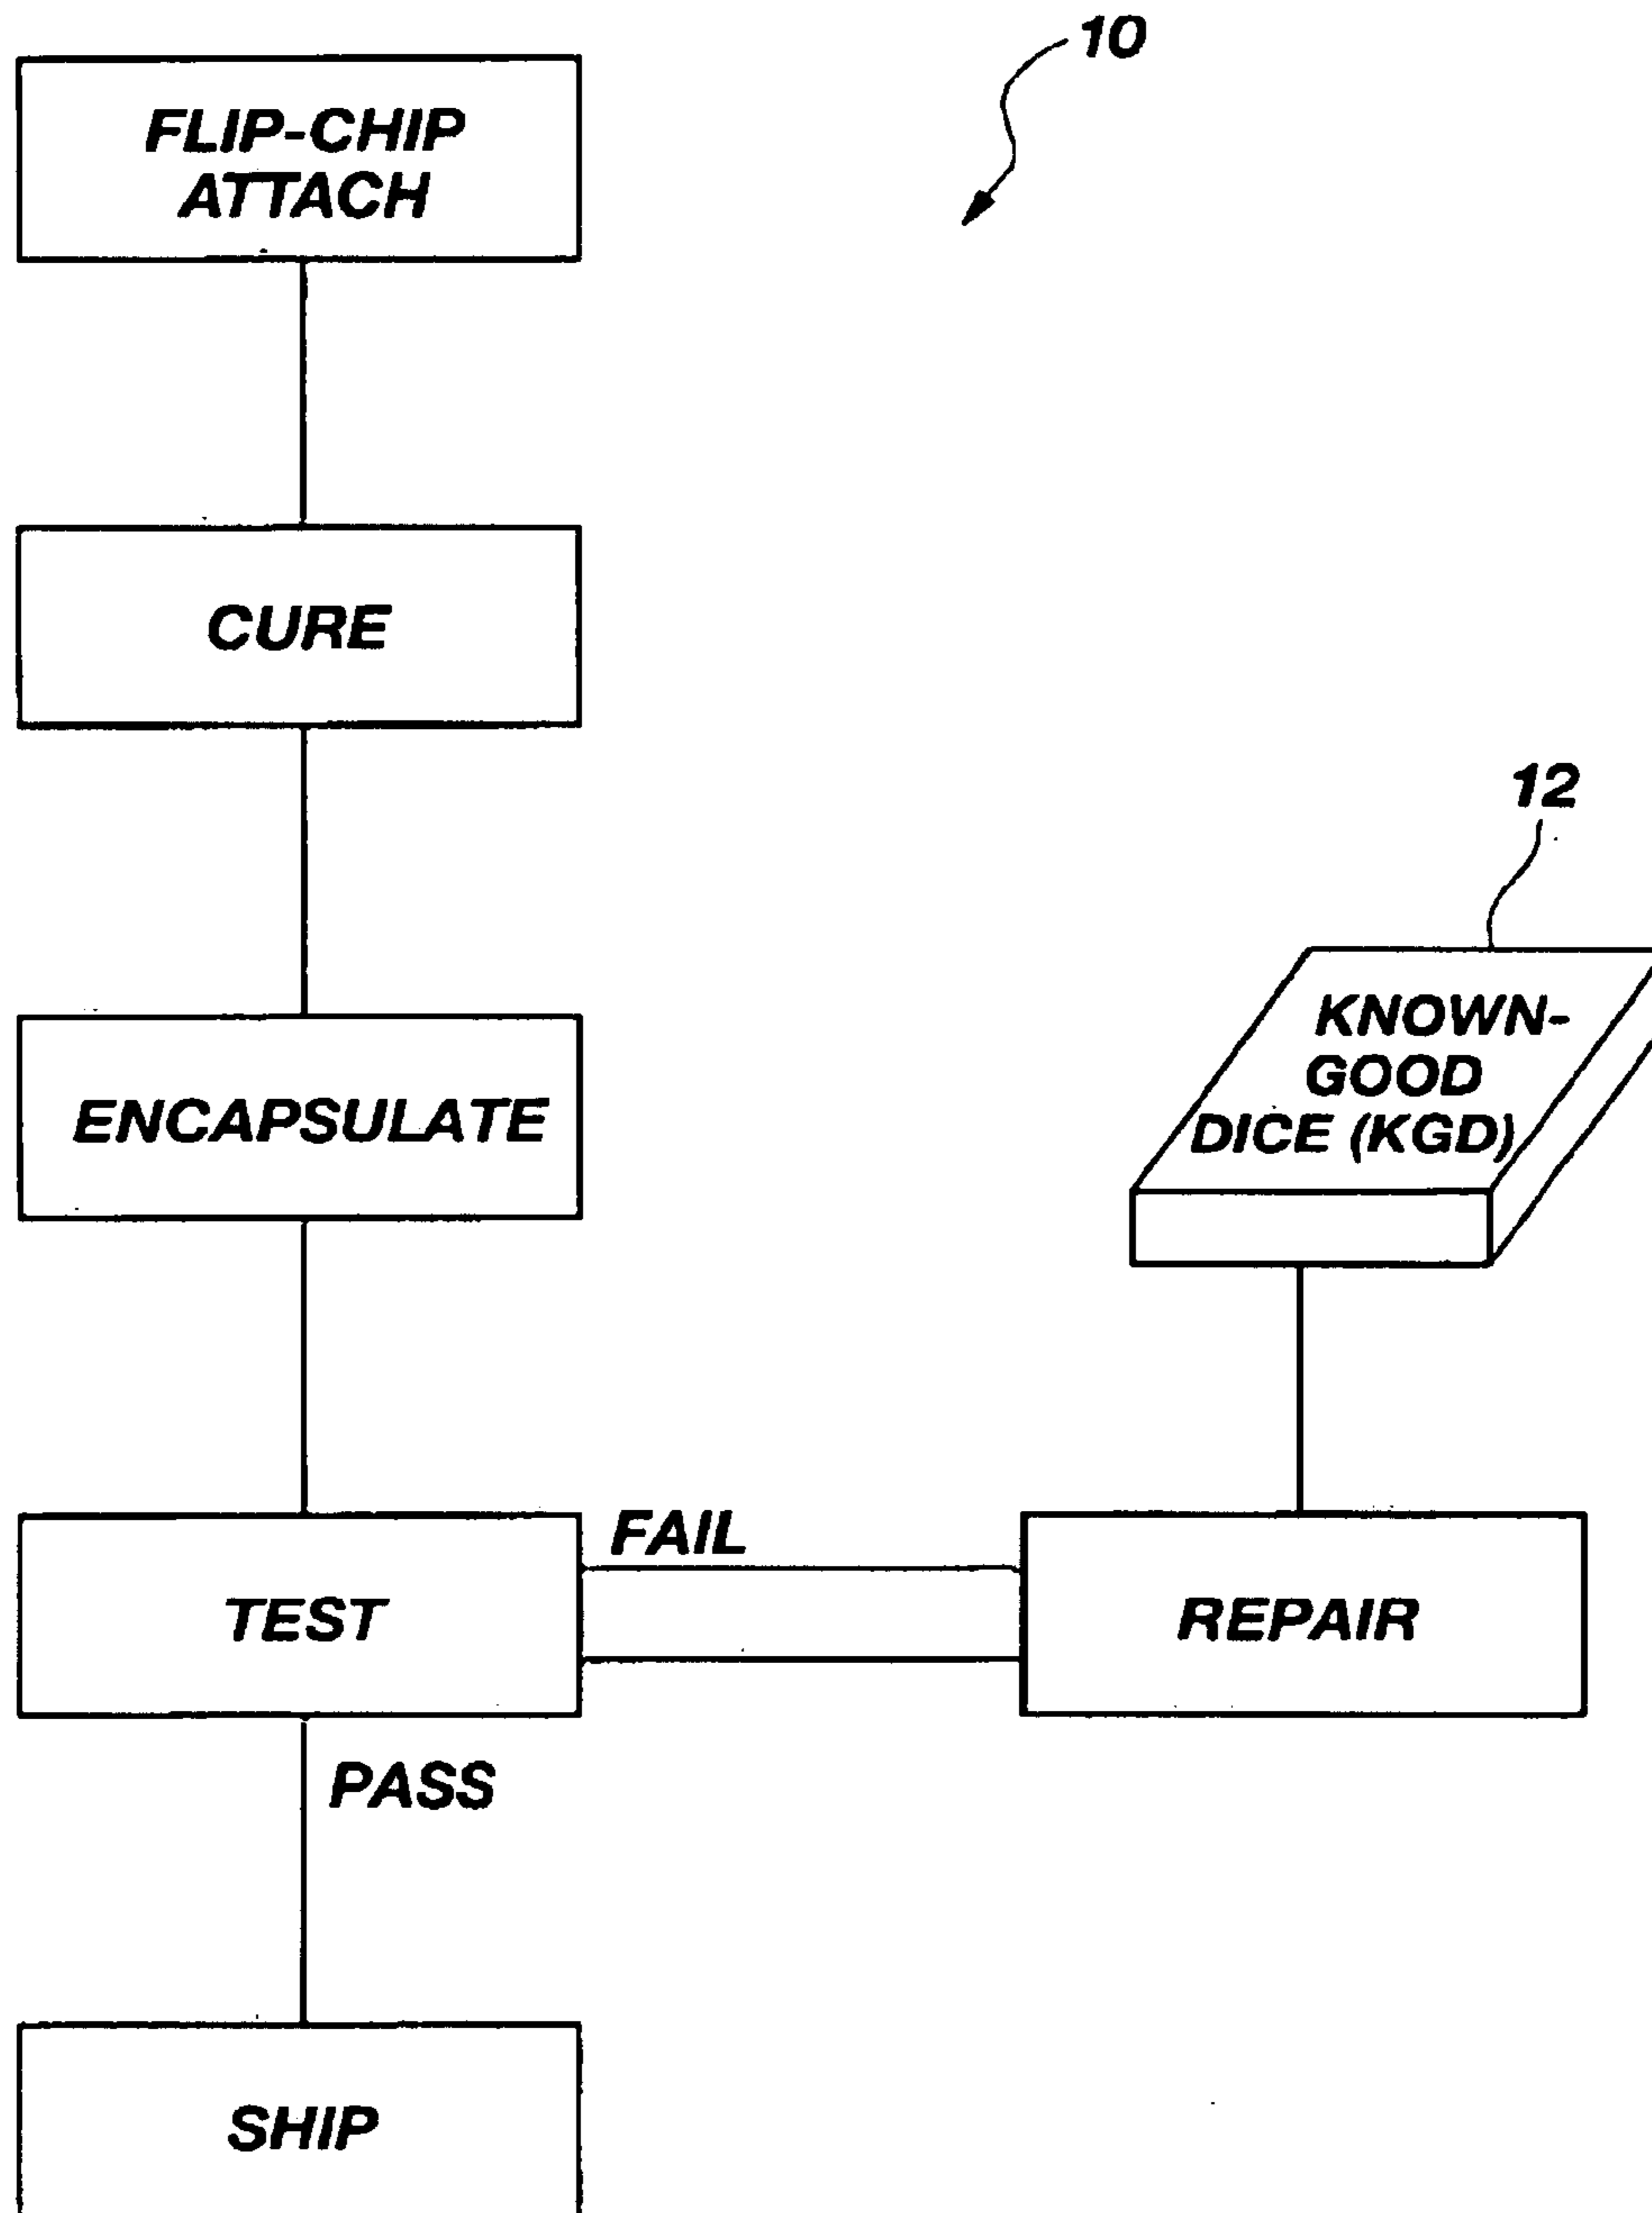 10
FLIP-CHIP
ATTACH
CURE
12
KNOWN-
GOOD
DICE (KGD)
ENCAPSULATE
FAIL
TEST
REPAIR
PASS
SHIP